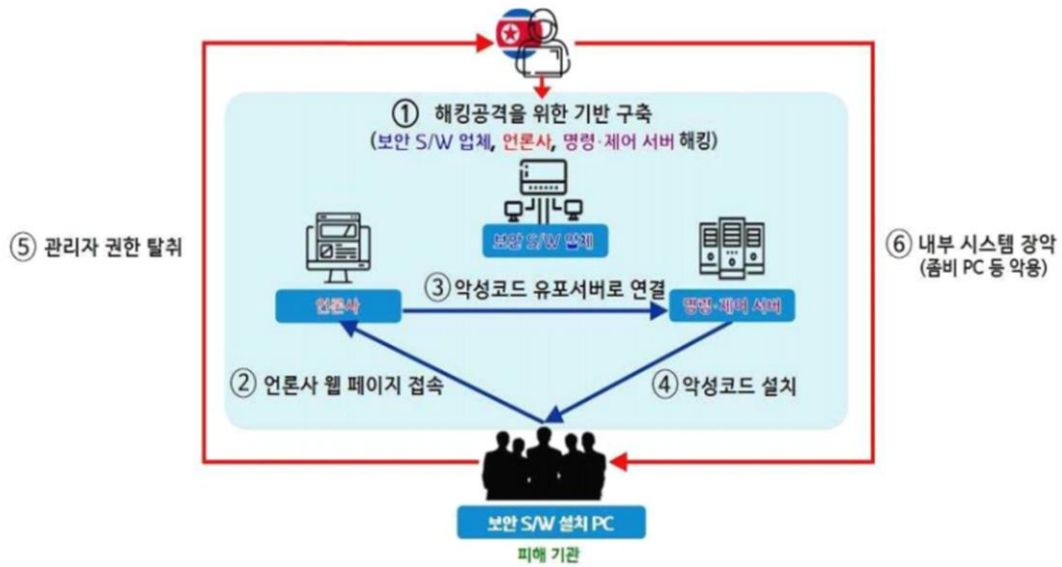 ① 해킹공격을 위한 기반 구축
(보안 S/W 업체, 언론사, 명령·제어 서버 해킹)
보안 S/W 업체
⑤ 관리자 권한 탈취
⑥ 내부 시스템 장악
(좀비 PC 등 악용)
③ 악성코드 유포서버로 연결
언론사
명령·제어 서버
② 언론사 웹 페이지 접속
④ 악성코드 설치
보안 S/W 설치 PC
피해 기관